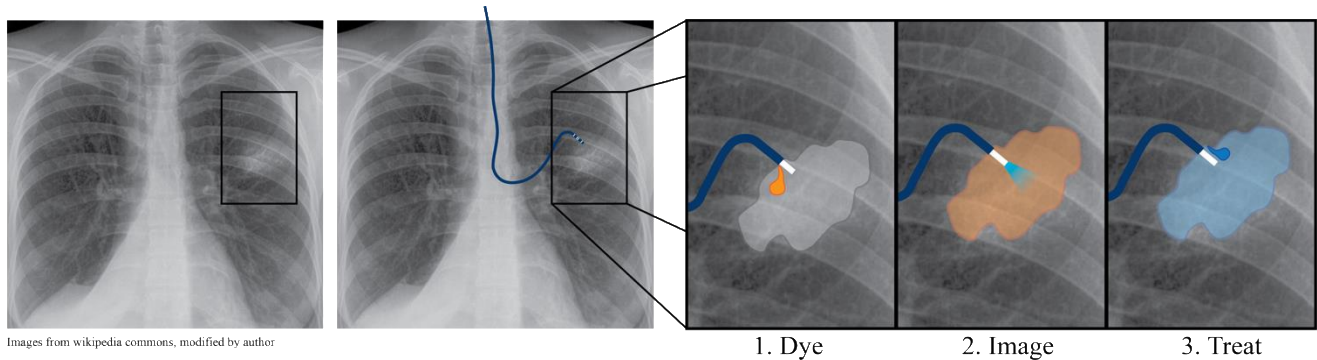 Images from wikipedia commons, modified by author
1. Dye
2. Image
3. Treat